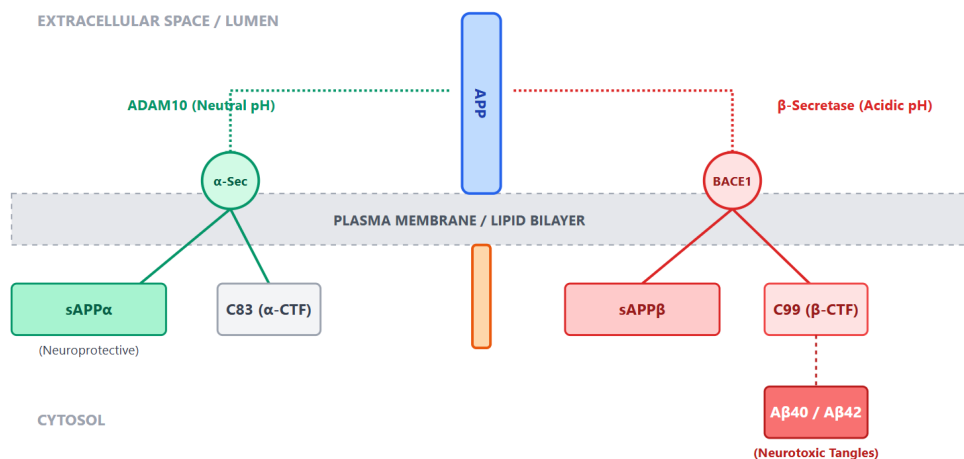 EXTRACELLULAR SPACE / LUMEN
APP
ADAM10 (Neutral pH)
β-Secretase (Acidic pH)
α-Sec
BACE1
PLASMA MEMBRANE / LIPID BILAYER
sAPPα
C83 (α-CTF)
sAPPβ
C99 (β-CTF)
(Neuroprotective)
CYTOSOL
Aβ40 / Aβ42
(Neurotoxic Tangles)